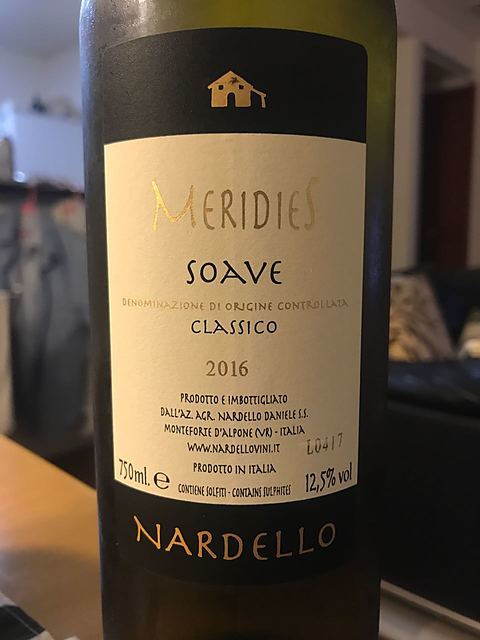 MERIDIES
SOAVE
DENOMINAZIONE DI ORIGINE CONTROLLATA
CLASSICO
2016
PRODOTTO E IMBOTTIGLIATO
DALL'AZ. AGR. NARDELLO DANIELE S.S.
MONTEFORTE D'ALPONE (VR) - ITALIA
WWW.NARDELLOVINI.IT
L0417
PRODOTTO IN ITALIA
750ml. e CONTIENE SOLFITI - CONTAINS SULPHITES 12,5% vol
NARDELLO